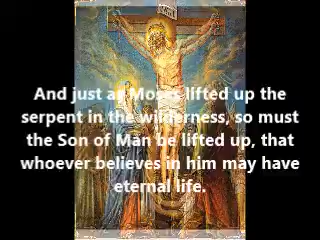 And just as Moses lifted up the
serpent in the wilderness, so must
the Son of Man be lifted up, that
whoever believes in him may have
eternal life.